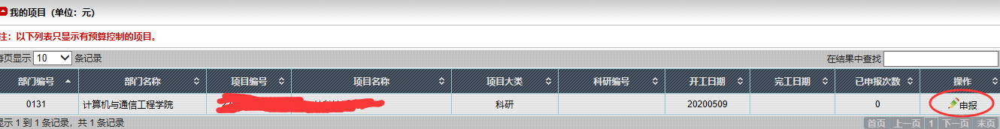 我的项目（单位：元）
注：以下列表只显示有预算控制的项目。
每页显示 10 条记录 在结果中查找
部门编号 部门名称 项目编号 项目名称 项目大类 科研编号 开工日期 完工日期 已申报次数 操作
0131 计算机与通信工程学院 科研 20200509 0 申报
显示 1 到 1 条记录，共 1 条记录 首页 上一页 1 下一页 末页